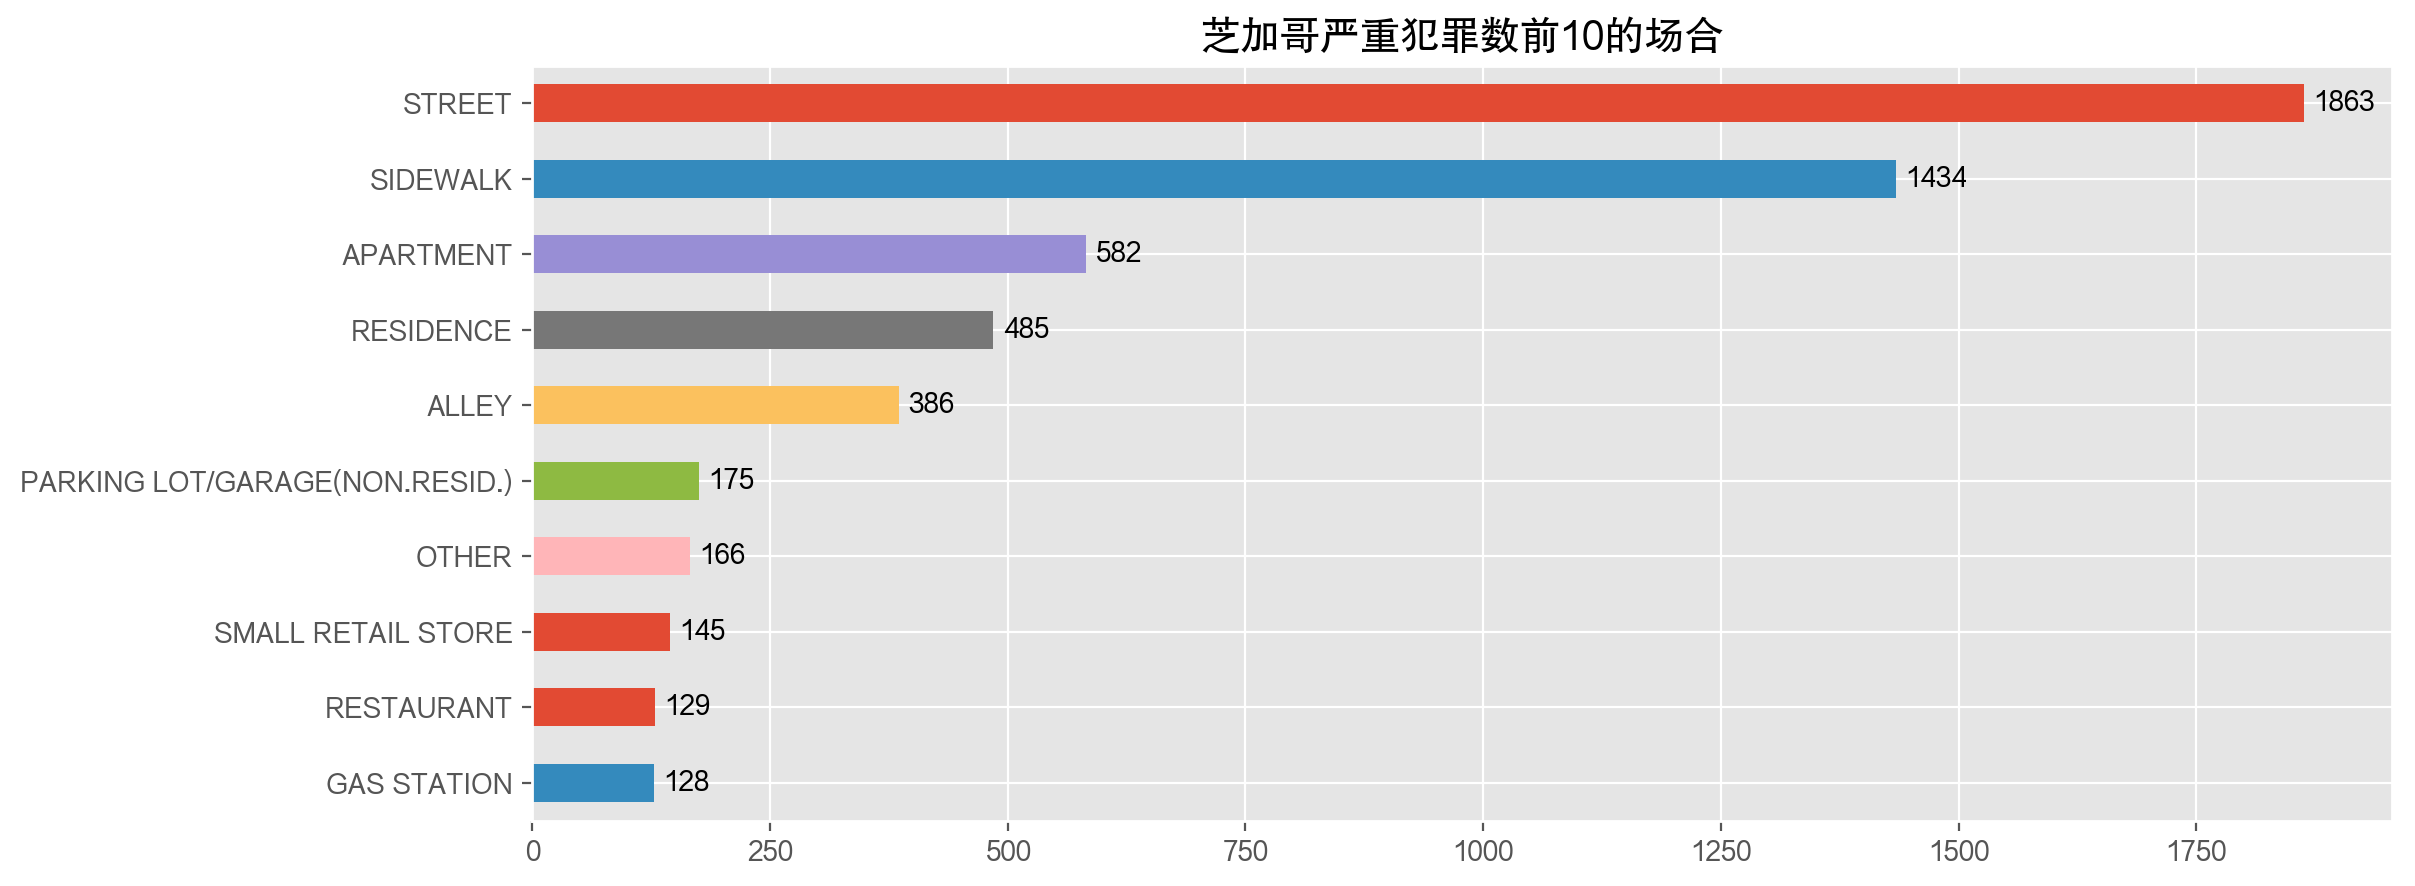 芝加哥严重犯罪数前10的场合
STREET 1863
SIDEWALK 1434
APARTMENT 582
RESIDENCE 485
ALLEY 386
PARKING LOT/GARAGE(NON.RESID.) 175
OTHER 166
SMALL RETAIL STORE 145
RESTAURANT 129
GAS STATION 128
0 250 500 750 1000 1250 1500 1750